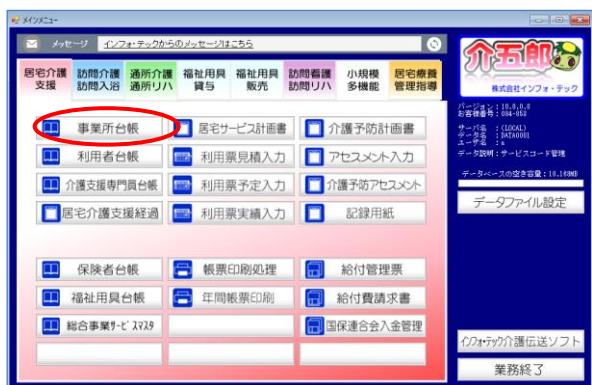 メインメニュー
メッセージ インフォ・テックからのメッセージはこちら
居宅介護支援
訪問介護訪問入浴
通所介護通所リハ
福祉用具貸与
福祉用具販売
訪問看護訪問リハ
小規模多機能
居宅療養管理指導
事業所台帳 居宅サービス計画書 介護予防計画書
利用者台帳 利用票見積入力 アセスメント入力
介護支援専門員台帳 利用票予定入力 介護予防アセスメント
居宅介護支援経過 利用票実績入力 記録用紙
保険者台帳 帳票印刷処理 給付管理票
福祉用具台帳 年間帳票印刷 給付費請求書
総合事業サービスマスタ 国保連合会入金管理
介五郎
株式会社インフォ・テック
バージョン:10.0.0.0
お客様番号:
サーバ名 :(LOCAL)
データ名 :DATA0001
ユーザ名 :a
データ説明:サービスコード管理
データベースの空き容量:10,169MB
データファイル設定
インフォ・テック介護伝送ソフト
業務終了